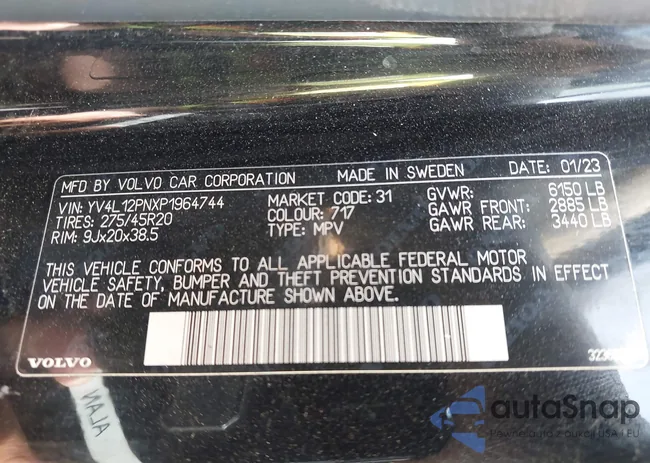 MFD BY VOLVO CAR CORPORATION MADE IN SWEDEN DATE: 01/23
VIN: YV4L12PNXP1964744 MARKET CODE: 31 GVWR: 6150 LB
TIRES: 275/45R20 COLOUR: 717 GAWR FRONT: 2885 LB
RIM: 9Jx20x38.5 TYPE: MPV GAWR REAR: 3440 LB
THIS VEHICLE CONFORMS TO ALL APPLICABLE FEDERAL MOTOR
VEHICLE SAFETY, BUMPER AND THEFT PREVENTION STANDARDS IN EFFECT
ON THE DATE OF MANUFACTURE SHOWN ABOVE.
VOLVO
ALAN
autoSnap